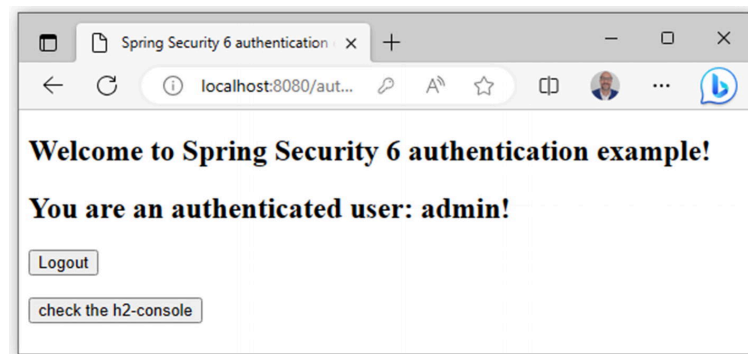 Spring Security 6 authentication
localhost:8080/aut...
Welcome to Spring Security 6 authentication example!
You are an authenticated user: admin!
Logout
check the h2-console